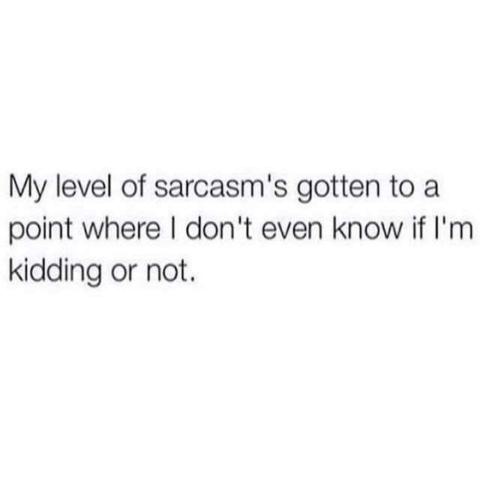 My level of sarcasm's gotten to a
point where I don't even know if I'm
kidding or not.